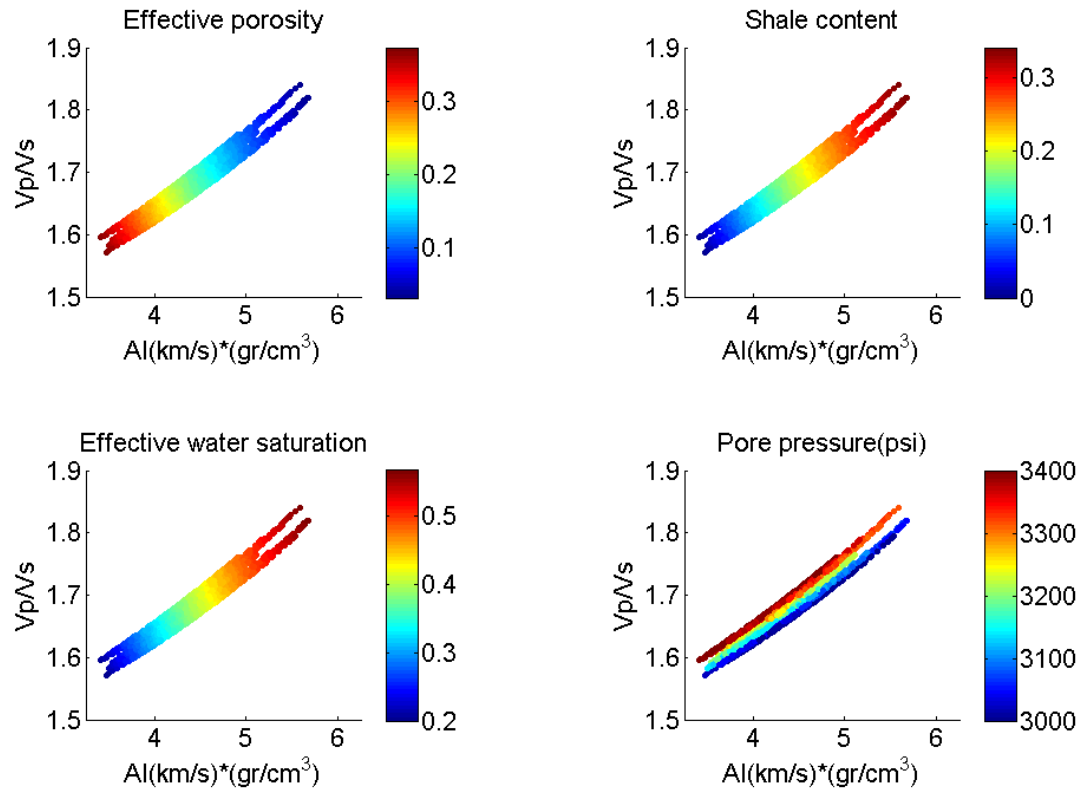 Effective porosity
1.9
1.8
1.7
1.6
1.5
Vp/Vs
4 5 6
AI(km/s)*(gr/cm³)
0.3
0.2
0.1
Shale content
1.9
1.8
1.7
1.6
1.5
Vp/Vs
4 5 6
AI(km/s)*(gr/cm³)
0.3
0.2
0.1
0
Effective water saturation
1.9
1.8
1.7
1.6
1.5
Vp/Vs
4 5 6
AI(km/s)*(gr/cm³)
0.5
0.4
0.3
0.2
Pore pressure(psi)
1.9
1.8
1.7
1.6
1.5
Vp/Vs
4 5 6
AI(km/s)*(gr/cm³)
3400
3300
3200
3100
3000